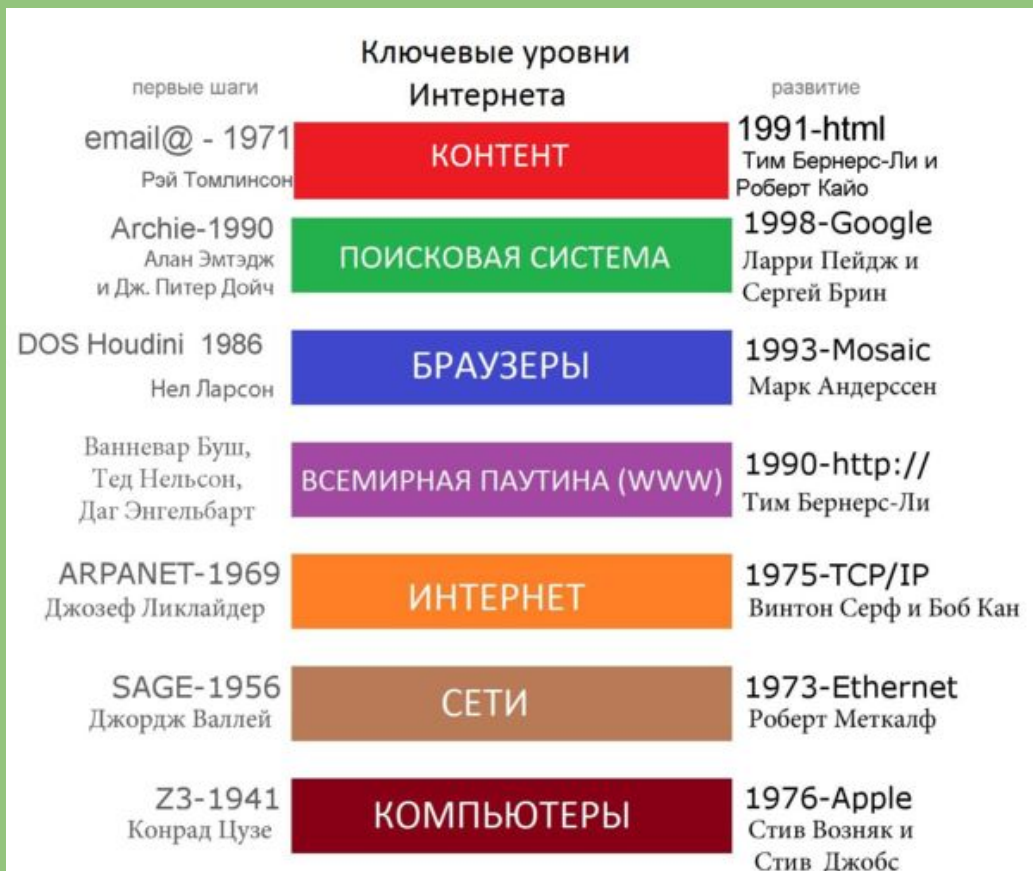 Ключевые уровни
Интернета
первые шаги
развитие
email@ - 1971
Рэй Томлинсон
КОНТЕНТ
1991-html
Тим Бернерс-Ли и
Роберт Кайо
Archie-1990
Алан Эмтэдж
и Дж. Питер Дойч
ПОИСКОВАЯ СИСТЕМА
1998-Google
Ларри Пейдж и
Сергей Брин
DOS Houdini 1986
Нел Ларсон
БРАУЗЕРЫ
1993-Mosaic
Марк Андерссен
Ванневар Буш,
Тед Нельсон,
Даг Энгельбарт
ВСЕМИРНАЯ ПАУТИНА (WWW)
1990-http://
Тим Бернерс-Ли
ARPANET-1969
Джозеф Ликлайдер
ИНТЕРНЕТ
1975-TCP/IP
Винтон Серф и Боб Кан
SAGE-1956
Джордж Валлей
СЕТИ
1973-Ethernet
Роберт Меткалф
Z3-1941
Конрад Цузе
КОМПЬЮТЕРЫ
1976-Apple
Стив Возняк и
Стив Джобс